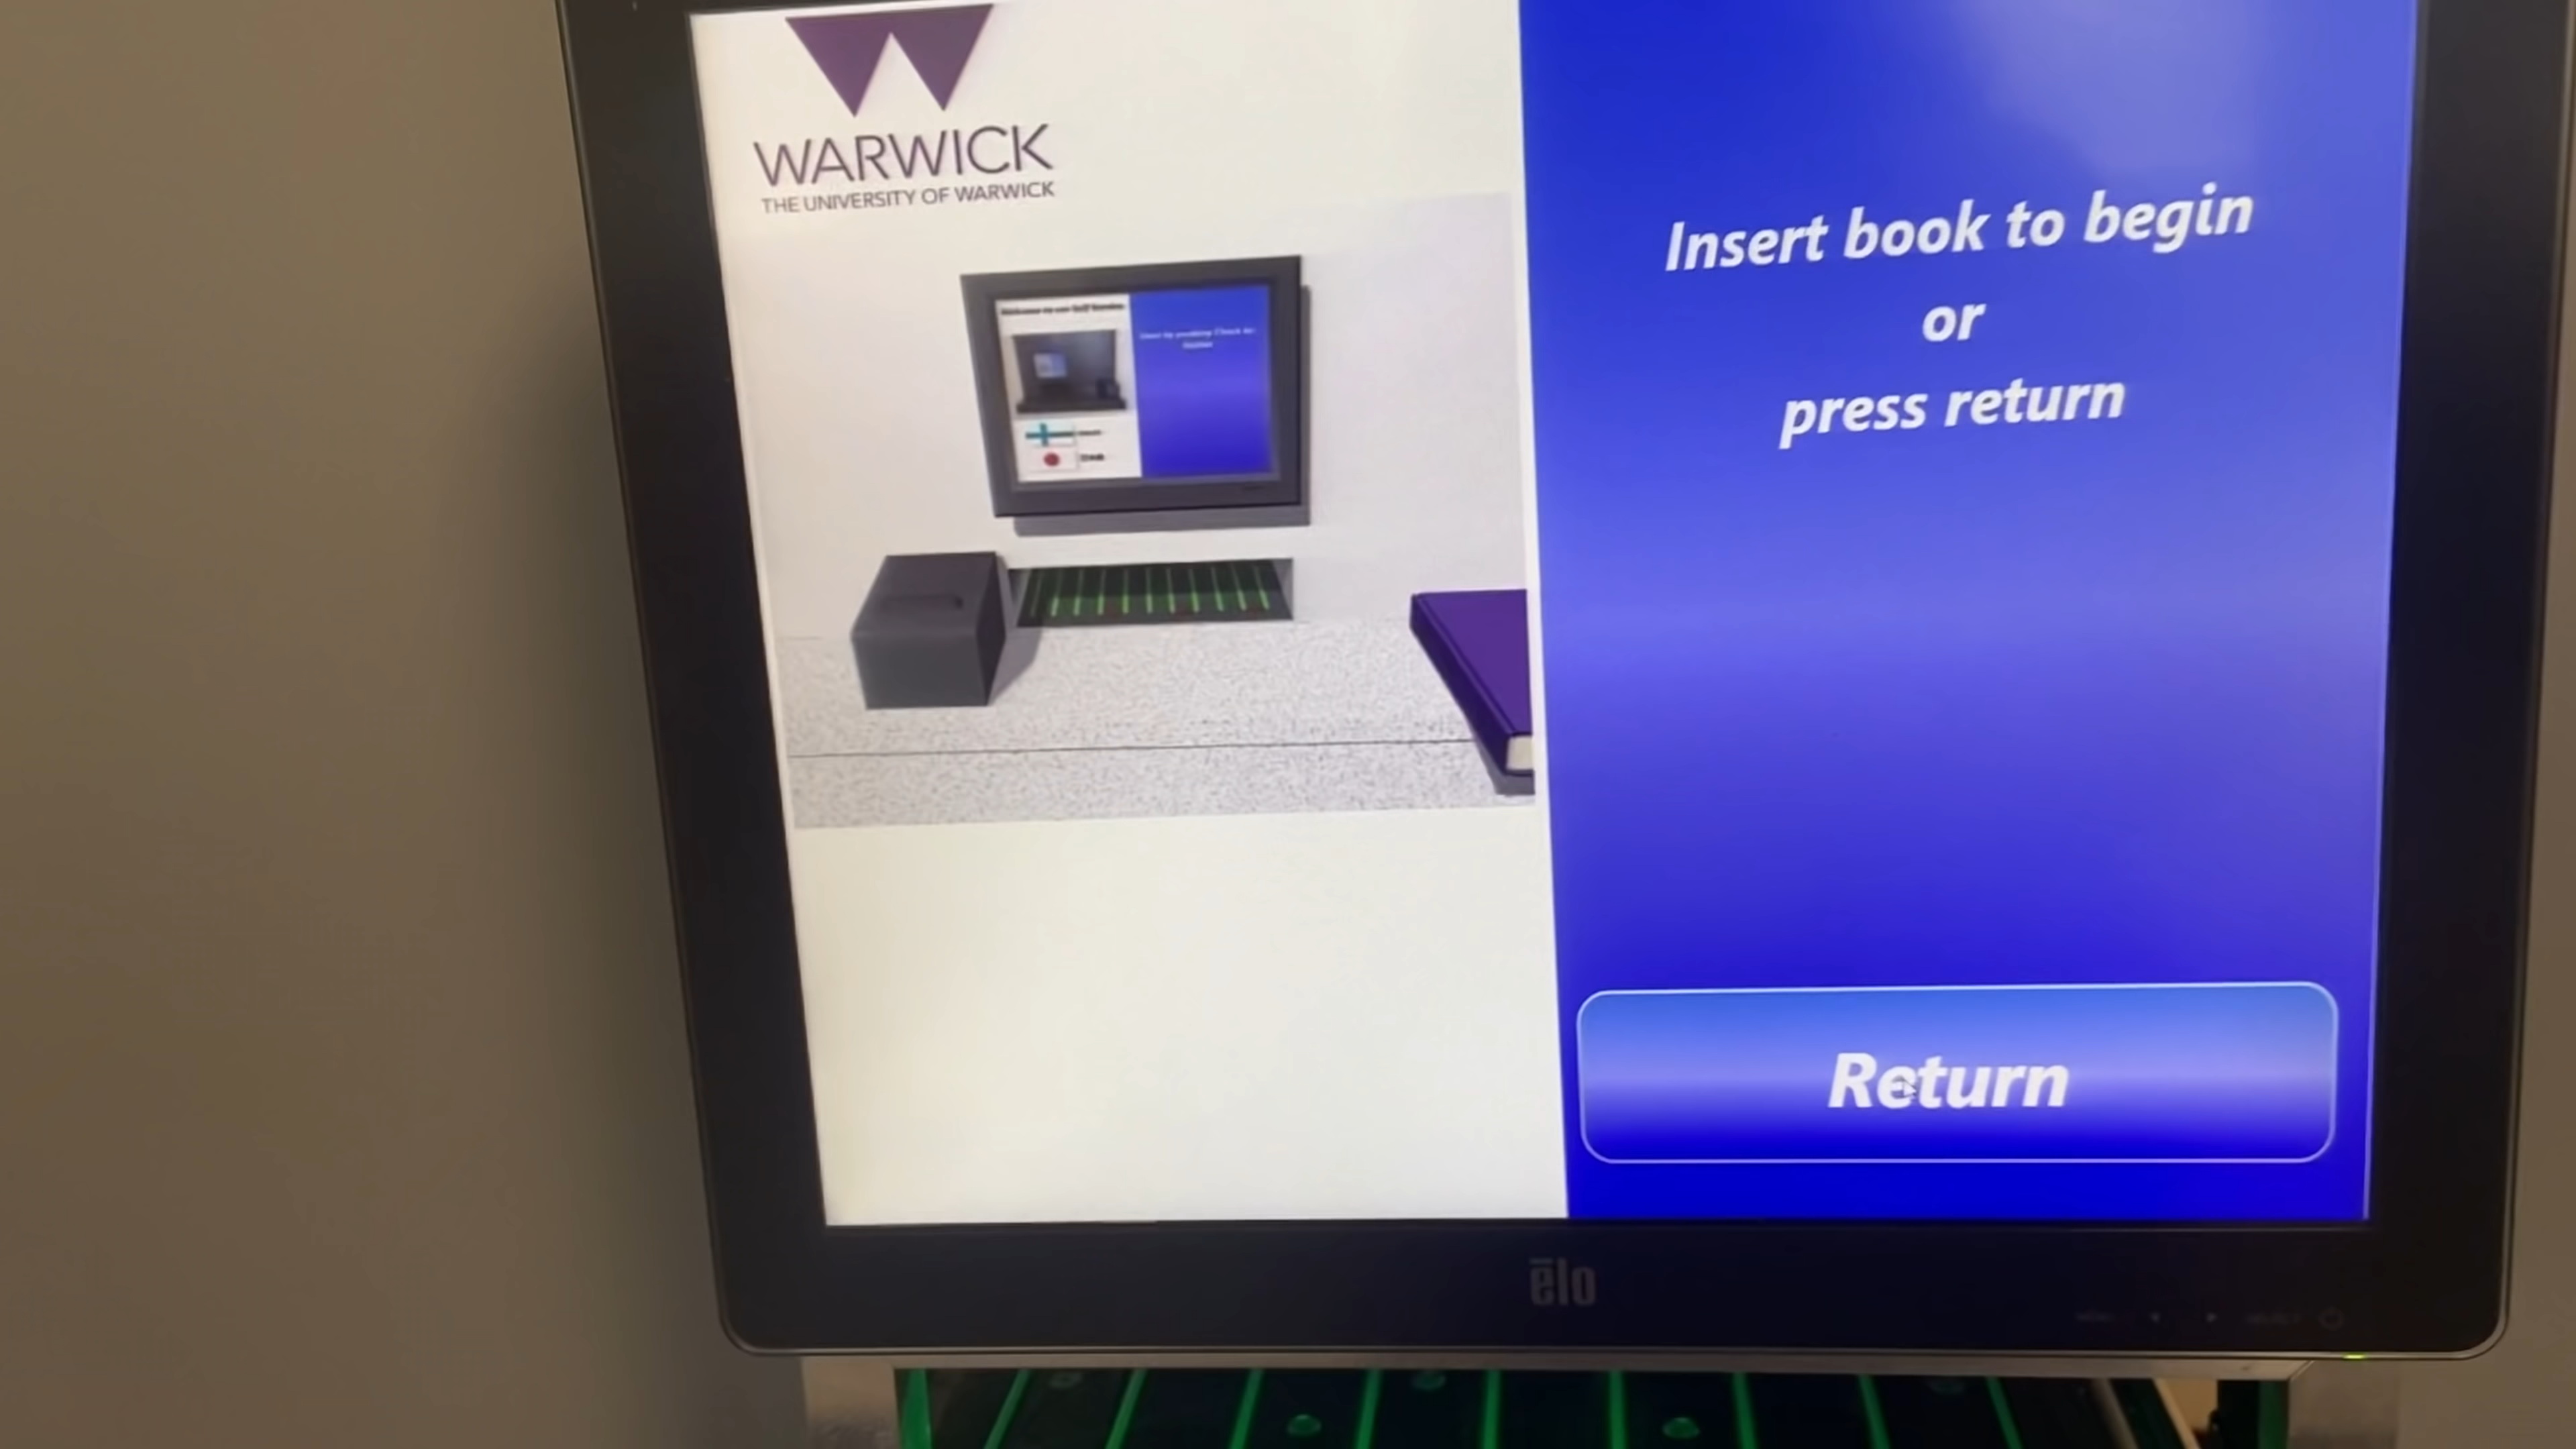 WARWICK
THE UNIVERSITY OF WARWICK
Insert book to begin
or
press return
Return
elo